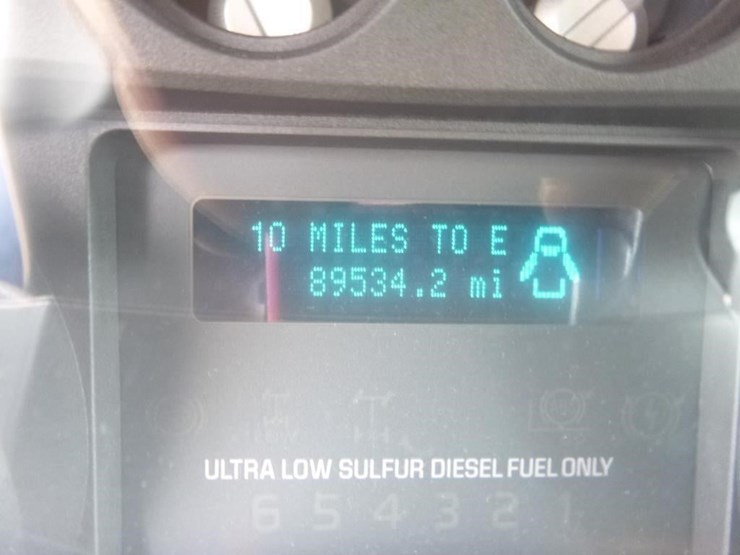 10 MILES TO E
89534.2 mi
ULTRA LOW SULFUR DIESEL FUEL ONLY
6 5 4 3 2 1